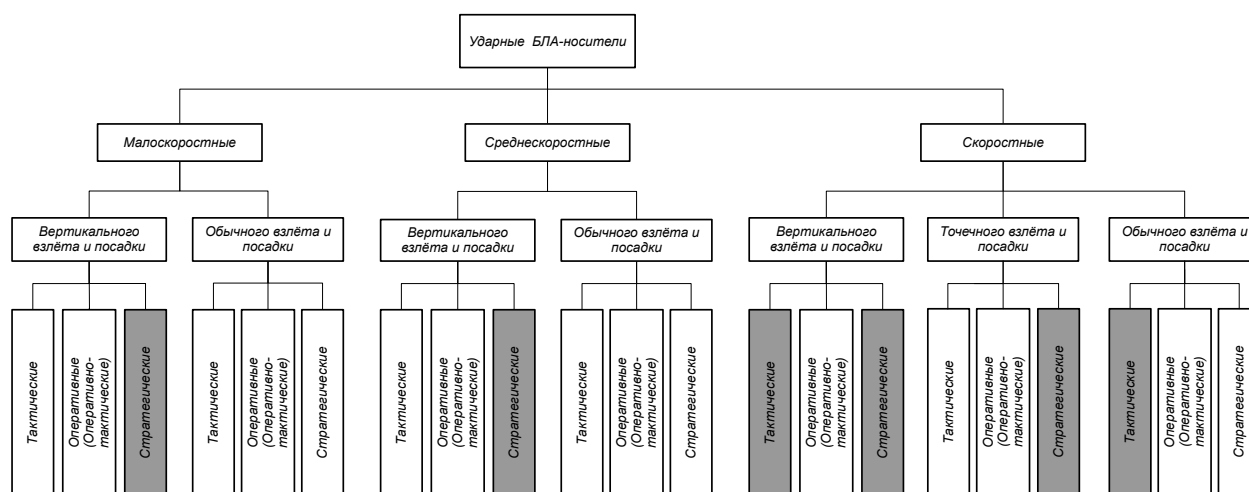 Ударные БЛА-носители
Малоскоростные
Среднескоростные
Скоростные
Вертикального
взлёта и посадки
Обычного взлёта и
посадки
Вертикального
взлёта и посадки
Обычного взлёта и
посадки
Вертикального
взлёта и посадки
Точечного взлёта и
посадки
Обычного взлёта и
посадки
Тактические
Оперативные
(Оперативно-
тактические)
Стратегические
Тактические
Оперативные
(Оперативно-
тактические)
Стратегические
Тактические
Оперативные
(Оперативно-
тактические)
Стратегические
Тактические
Оперативные
(Оперативно-
тактические)
Стратегические
Тактические
Оперативные
(Оперативно-
тактические)
Стратегические
Тактические
Оперативные
(Оперативно-
тактические)
Стратегические
Тактические
Оперативные
(Оперативно-
тактические)
Стратегические